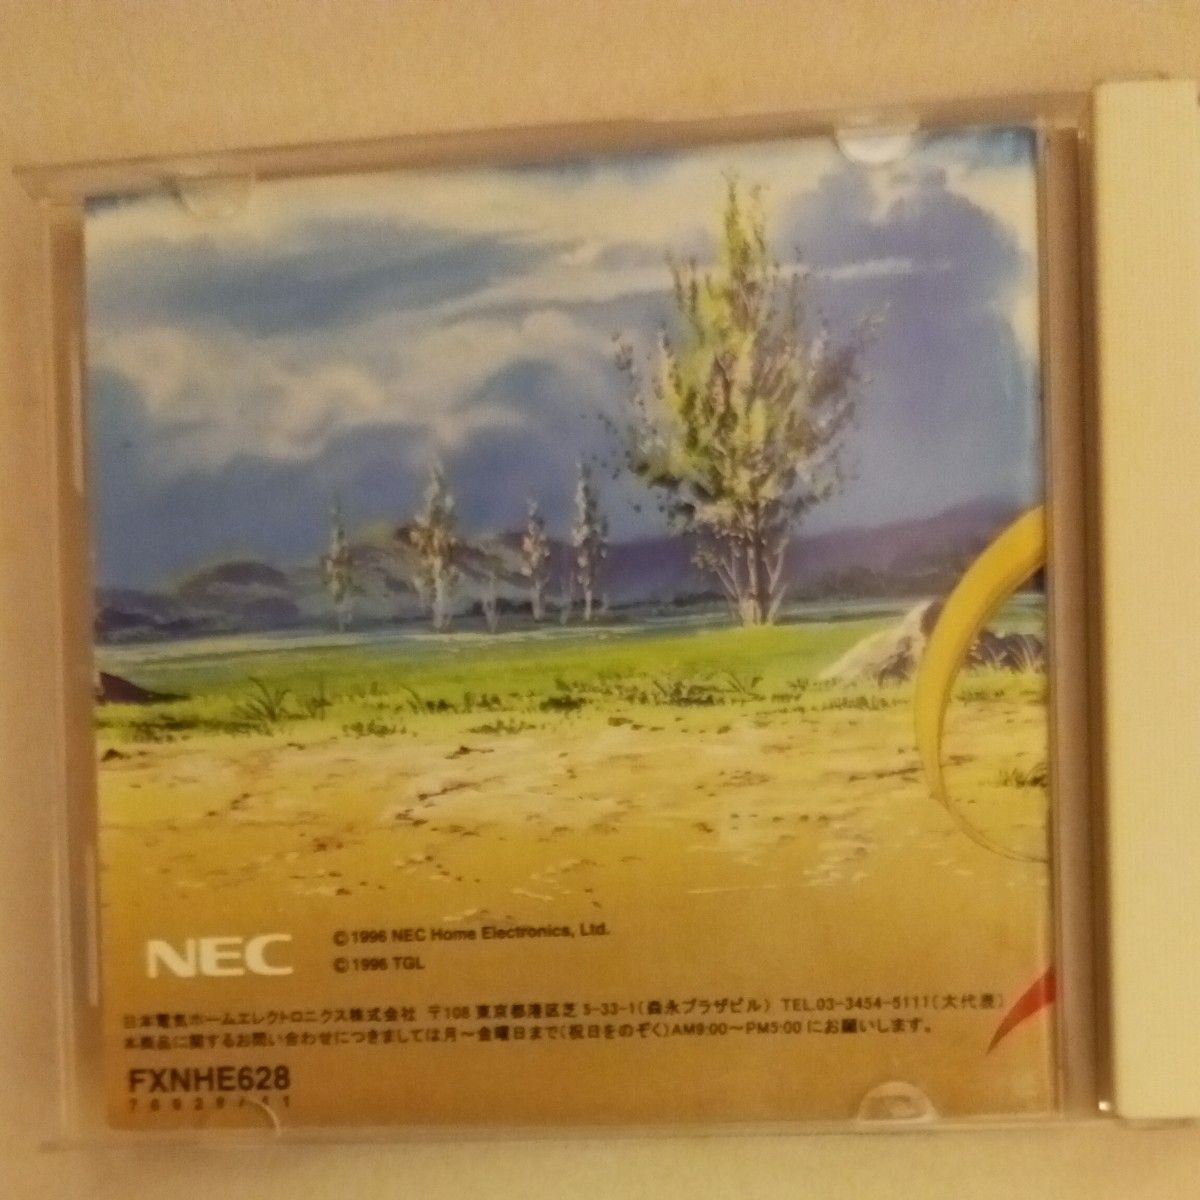 NEC
©1996 NEC Home Electronics, Ltd.
©1996 TGL
日本電気ホームエレクトロニクス株式会社 〒108 東京都港区芝 5-33-1(森永プラザビル) TEL.03-3454-5111(大代表)
本商品に関するお問い合わせにつきましては月〜金曜日まで(祝日をのぞく)AM9:00〜PM5:00 にお願いします。
FXNHE628